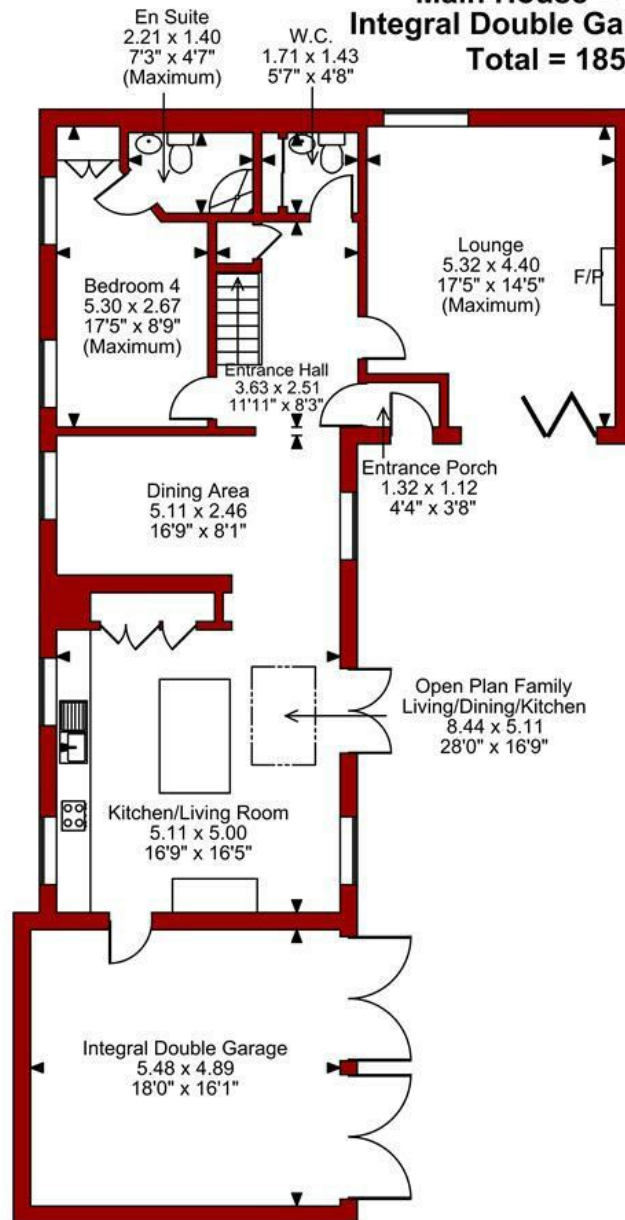 Integral Double Ga
Total = 185
En Suite
2.21 x 1.40
7'3" x 4'7"
(Maximum)
W.C.
1.71 x 1.43
5'7" x 4'8"
Lounge
5.32 x 4.40
17'5" x 14'5"
(Maximum)
F/P
Bedroom 4
5.30 x 2.67
17'5" x 8'9"
(Maximum)
Entrance Hall
3.63 x 2.51
11'11" x 8'3"
Entrance Porch
1.32 x 1.12
4'4" x 3'8"
Dining Area
5.11 x 2.46
16'9" x 8'1"
Open Plan Family
Living/Dining/Kitchen
8.44 x 5.11
28'0" x 16'9"
Kitchen/Living Room
5.11 x 5.00
16'9" x 16'5"
Integral Double Garage
5.48 x 4.89
18'0" x 16'1"